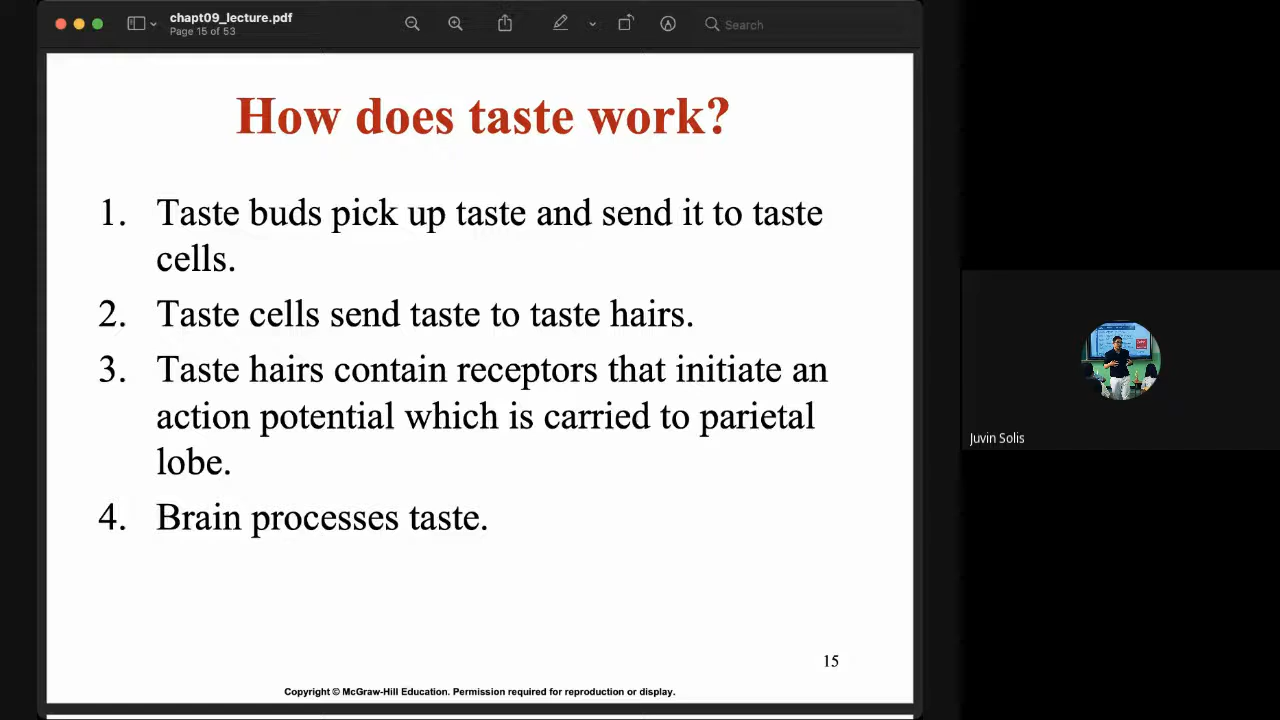 chapt09_lecture.pdf
Page 15 of 53
Search
How does taste work?
1. Taste buds pick up taste and send it to taste
cells.
2. Taste cells send taste to taste hairs.
3. Taste hairs contain receptors that initiate an
action potential which is carried to parietal
lobe.
4. Brain processes taste.
15
Copyright © McGraw-Hill Education. Permission required for reproduction or display.
Juvin Solis